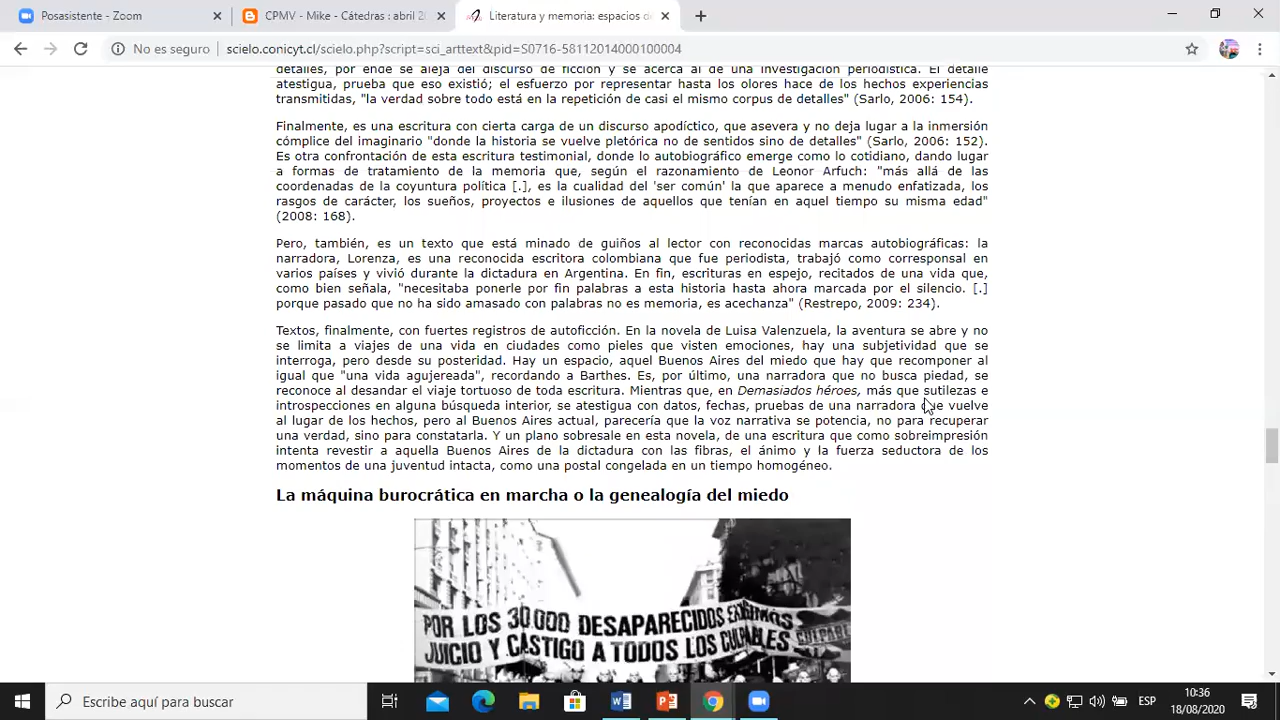 Posasistente - Zoom
CPMV - Mike - Cátedras : abril 20
Literatura y memoria: espacios de
No es seguro
scielo.conicyt.cl/scielo.php?script=sci_arttext&pid=S0716-58112014000100004
detalles, por ende se aleja del discurso de ficción y se acerca al de una investigación periodística. El detalle
atestigua, prueba que eso existió; el esfuerzo por representar hasta los olores hace de los hechos experiencias
transmitidas, "la verdad sobre todo está en la repetición de casi el mismo corpus de detalles" (Sarlo, 2006: 154).
Finalmente, es una escritura con cierta carga de un discurso apodíctico, que asevera y no deja lugar a la inmersión
cómplice del imaginario "donde la historia se vuelve pletórica no de sentidos sino de detalles" (Sarlo, 2006: 152).
Es otra confrontación de esta escritura testimonial, donde lo autobiográfico emerge como lo cotidiano, dando lugar
a formas de tratamiento de la memoria que, según el razonamiento de Leonor Arfuch: "más allá de las
coordenadas de la coyuntura política [.], es la cualidad del 'ser común' la que aparece a menudo enfatizada, los
rasgos de carácter, los sueños, proyectos e ilusiones de aquellos que tenían en aquel tiempo su misma edad"
(2008: 168).
Pero, también, es un texto que está minado de guiños al lector con reconocidas marcas autobiográficas: la
narradora, Lorenza, es una reconocida escritora colombiana que fue periodista, trabajó como corresponsal en
varios países y vivió durante la dictadura en Argentina. En fin, escrituras en espejo, recitados de una vida que,
como bien señala, "necesitaba ponerle por fin palabras a esta historia hasta ahora marcada por el silencio. [.]
porque pasado que no ha sido amasado con palabras no es memoria, es acechanza" (Restrepo, 2009: 234).
Textos, finalmente, con fuertes registros de autoficción. En la novela de Luisa Valenzuela, la aventura se abre y no
se limita a viajes de una vida en ciudades como pieles que visten emociones, hay una subjetividad que se
interroga, pero desde su posteridad. Hay un espacio, aquel Buenos Aires del miedo que hay que recomponer al
igual que "una vida agujereada", recordando a Barthes. Es, por último, una narradora que no busca piedad, se
reconoce al desandar el viaje tortuoso de toda escritura. Mientras que, en Demasiados héroes, más que sutilezas e
introspecciones en alguna búsqueda interior, se atestigua con datos, fechas, pruebas de una narradora que vuelve
al lugar de los hechos, pero al Buenos Aires actual, parecería que la voz narrativa se potencia, no para recuperar
una verdad, sino para constatarla. Y un plano sobresale en esta novela, de una escritura que como sobreimpresión
intenta revestir a aquella Buenos Aires de la dictadura con las fibras, el ánimo y la fuerza seductora de los
momentos de una juventud intacta, como una postal congelada en un tiempo homogéneo.
La máquina burocrática en marcha o la genealogía del miedo
POR LOS 30000 DESAPARECIDOS EXIGIMOS
JUICIO Y CASTIGO A TODOS LOS CULPABLES
Escribe aquí para buscar
ESP
10:36
18/08/2020